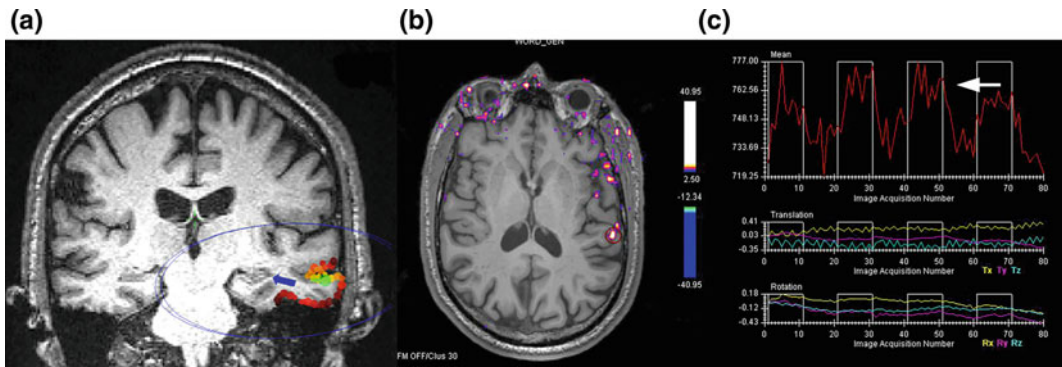 (a)
(b)
(c)
WORD_GEN
40.95
2.50
-12.34
-40.95
FM OFF/Clus 30
Mean
777.00
762.56
748.13
733.69
719.25
0 10 20 30 40 50 60 70 80
Image Acquisition Number
Translation
0.41
0.03
-0.35
0 10 20 30 40 50 60 70 80
Image Acquisition Number
Tx Ty Tz
Rotation
0.18
-0.12
-0.43
0 10 20 30 40 50 60 70 80
Image Acquisition Number
Rx Ry Rz